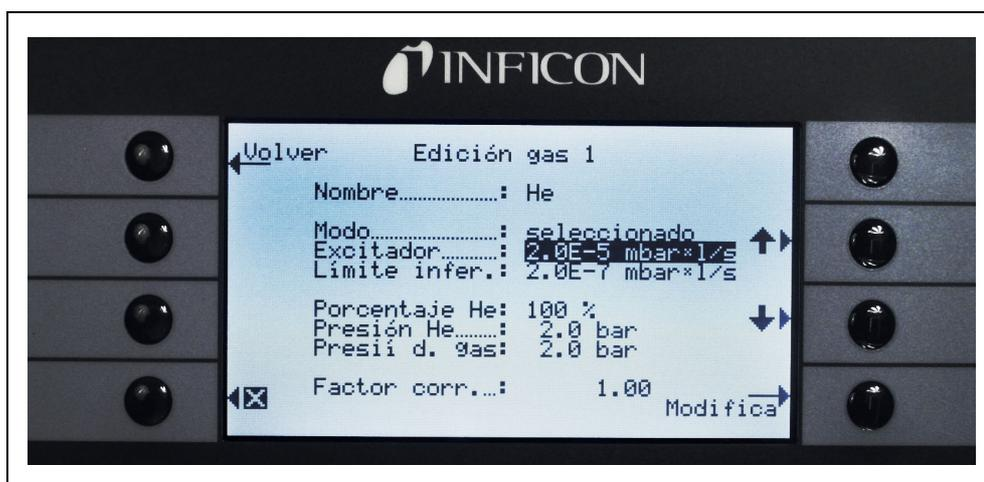 INFICON
Volver Edición gas 1
Nombre....................: He
Modo....................: seleccionado
Excitador.............: 2.0E-5 mbar*l/s
Límite infer.: 2.0E-7 mbar*l/s
Porcentaje He: 100 %
Presión He........: 2.0 bar
Presií d. gas: 2.0 bar
Factor corr....: 1.00
Modifica